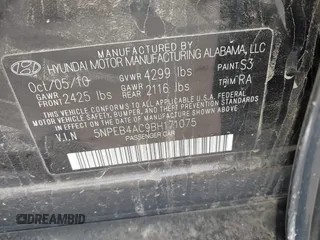 MANUFACTURED BY
HYUNDAI MOTOR MANUFACTURING ALABAMA, LLC
Oct/05/10 GVWR 4299 lbs PAINT S3
GAWR FRONT 2425 lbs GAWR REAR 2116 lbs TRIM RA
THIS VEHICLE CONFORMS TO ALL APPLICABLE
U.S. FEDERAL MOTOR VEHICLE SAFETY, BUMPER,
AND THEFT PREVENTION STANDARDS IN EFFECT
ON THE DATE OF MANUFACTURE SHOWN ABOVE.
V.I.N 5NPEB4AC9BH171075
PASSENGER CAR
DREAMBID